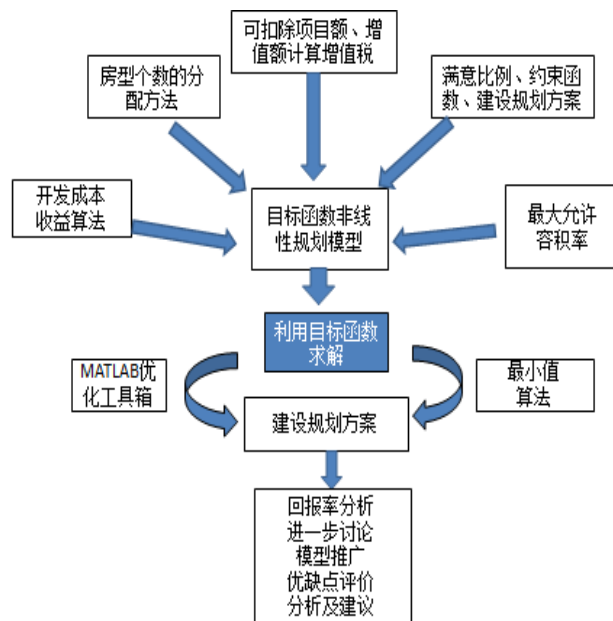 可扣除项目额、增
值额计算增值税
房型个数的分
配方法
满意比例、约束函
数、建设规划方案
开发成本
收益算法
目标函数非线
性规划模型
最大允许
容积率
利用目标函数
求解
MATLAB优
化工具箱
最小值
算法
建设规划方案
回报率分析
进一步讨论
模型推广
优缺点评价
分析及建议